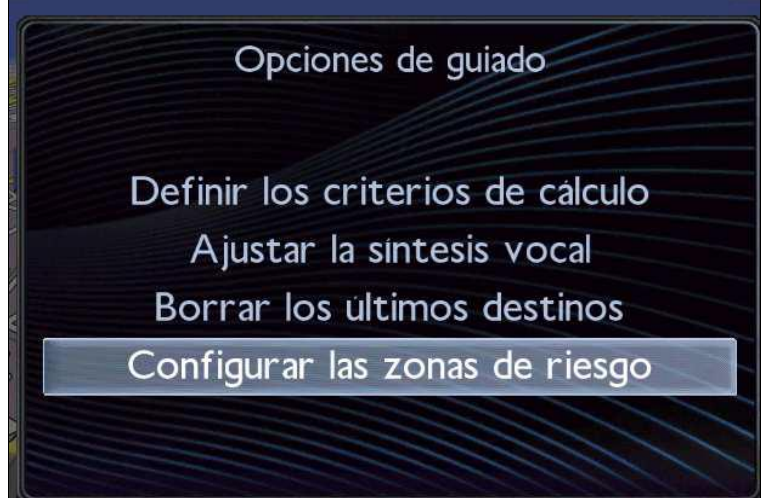 Opciones de guiado
Definir los criterios de cálculo
Ajustar la síntesis vocal
Borrar los últimos destinos
Configurar las zonas de riesgo